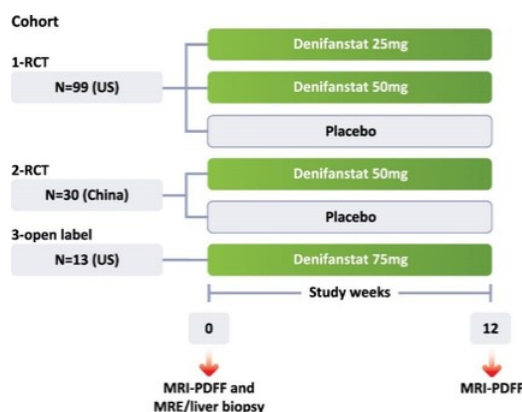 Cohort
1-RCT
N=99 (US)
Denifanstat 25mg
Denifanstat 50mg
Placebo
2-RCT
N=30 (China)
Denifanstat 50mg
Placebo
3-open label
N=13 (US)
Denifanstat 75mg
Study weeks
0
12
MRI-PDFF and
MRE/liver biopsy
MRI-PDFF